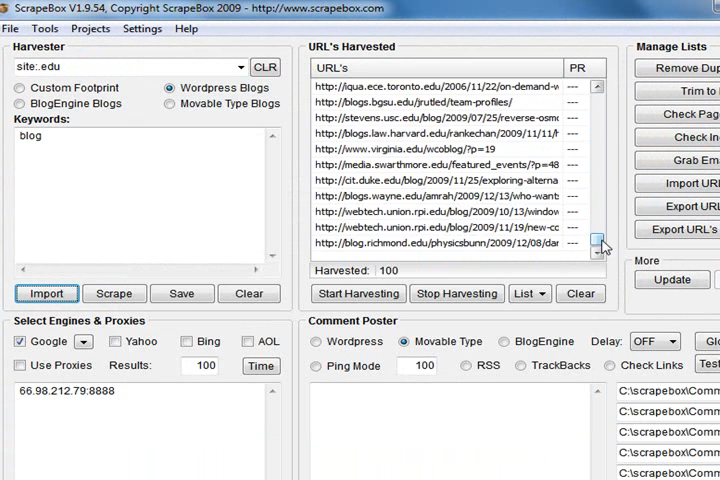 ScrapeBox V1.9.54, Copyright ScrapeBox 2009 - http://www.scrapebox.com
File Tools Projects Settings Help
Harvester
site:.edu
CLR
Custom Footprint Wordpress Blogs
BlogEngine Blogs Movable Type Blogs
Keywords:
blog
Import Scrape Save Clear
URL's Harvested
URL's PR
http://iqua.ece.toronto.edu/2006/11/22/on-demand- ---
http://blogs.bgsu.edu/jrutled/team-profiles/ ---
http://stevens.usc.edu/blog/2009/07/25/reverse-osmo ---
http://blogs.law.harvard.edu/rankechan/2009/11/11/ ---
http://www.virginia.edu/wcoblog/?p=19 ---
http://media.swarthmore.edu/featured_events/?p=48 ---
http://cit.duke.edu/blog/2009/11/25/exploring-alterna ---
http://blogs.wayne.edu/amrah/2009/12/13/who-wants ---
http://webtech.union.rpi.edu/blog/2009/10/13/window ---
http://webtech.union.rpi.edu/blog/2009/11/19/new-co ---
http://blog.richmond.edu/physicsbunn/2009/12/08/dar ---
Harvested: 100
Start Harvesting Stop Harvesting List Clear
Manage Lists
Remove Dup
Trim to
Check Pag
Check In
Grab Em
Import UR
Export UR
Export URL's
More
Update
Select Engines & Proxies
Google Yahoo Bing AOL
Use Proxies Results: 100 Time
66.98.212.79:8888
Comment Poster
Wordpress Movable Type BlogEngine Delay: OFF Glo
Ping Mode 100 RSS TrackBacks Check Links Test
C:\scrapebox\Comm
C:\scrapebox\Comm
C:\scrapebox\Comm
C:\scrapebox\Comm
C:\scrapebox\Comm